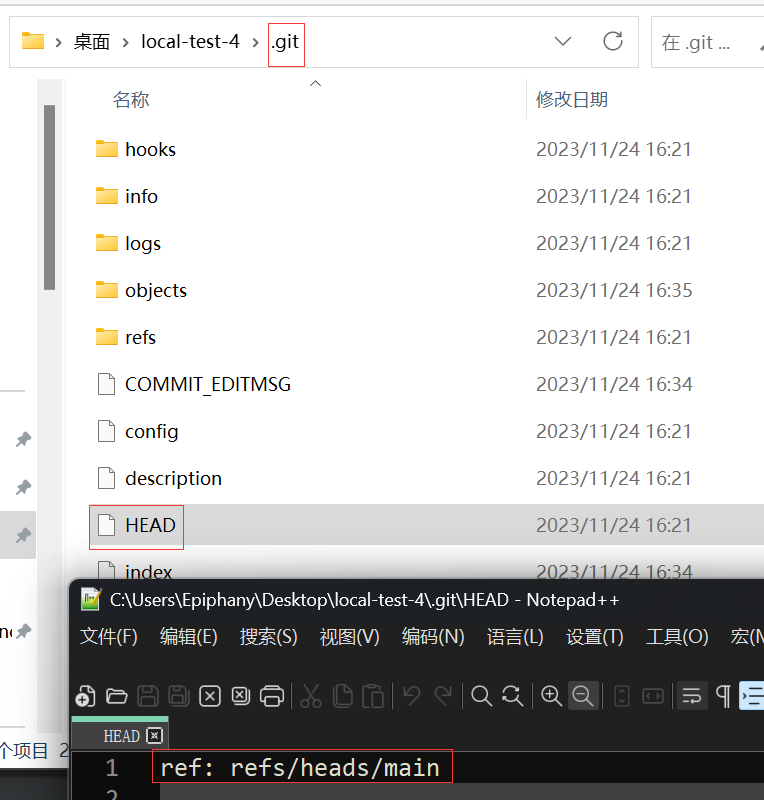 桌面 local-test-4 .git
在 .git ...
名称 修改日期
hooks 2023/11/24 16:21
info 2023/11/24 16:21
logs 2023/11/24 16:21
objects 2023/11/24 16:35
refs 2023/11/24 16:21
COMMIT_EDITMSG 2023/11/24 16:34
config 2023/11/24 16:21
description 2023/11/24 16:21
HEAD 2023/11/24 16:21
index 2023/11/24 16:34
C:\Users\Epiphany\Desktop\local-test-4\.git\HEAD - Notepad++
文件(F) 编辑(E) 搜索(S) 视图(V) 编码(N) 语言(L) 设置(T) 工具(O) 宏(M
个项目 2
HEAD
1 ref: refs/heads/main
2